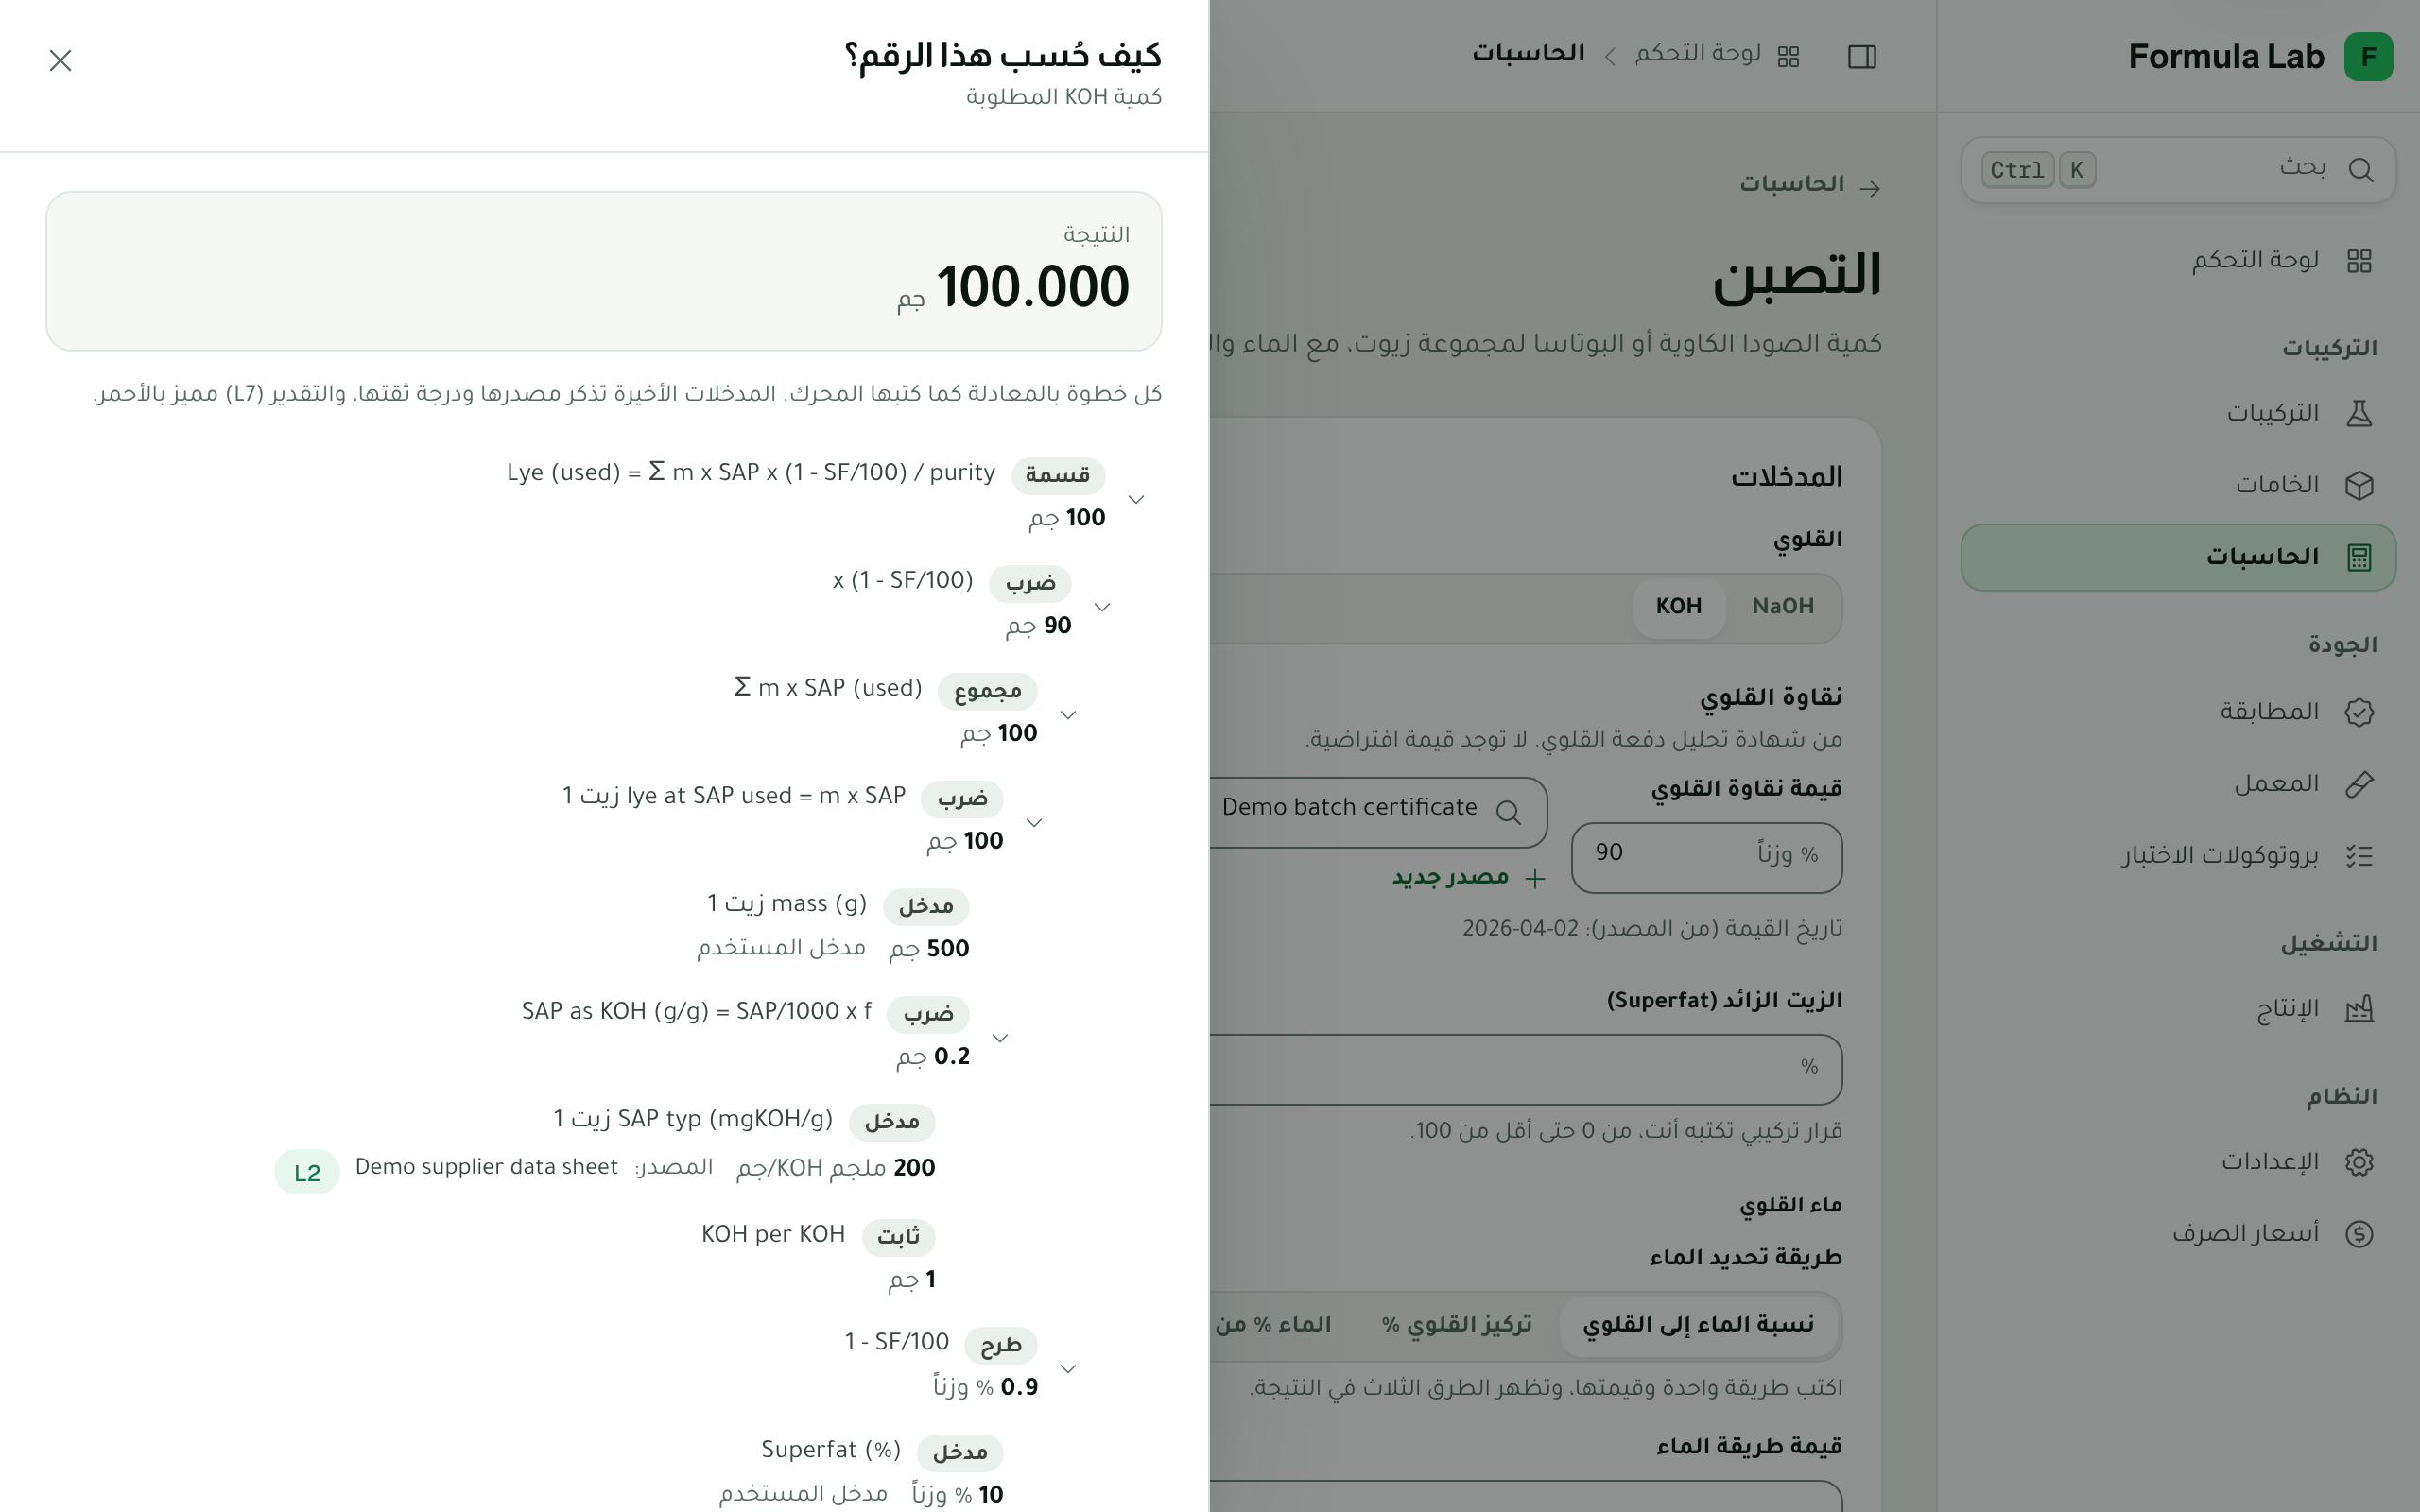 Formula Lab
F
بحث
Ctrl K
لوحة التحكم
التركيبات
التركيبات
الخامات
الحاسبات
الجودة
المطابقة
المعمل
بروتوكولات الاختبار
التشغيل
الإنتاج
النظام
الإعدادات
أسعار الصرف
لوحة التحكم
الحاسبات
الحاسبات
التصبن
كمية الصودا الكاوية أو البوتاسا لمجموعة زيوت، مع الماء وال
المدخلات
القلوي
NaOH
KOH
نقاوة القلوي
من شهادة تحليل دفعة القلوي. لا توجد قيمة افتراضية.
قيمة نقاوة القلوي
% وزناً
90
Demo batch certificate
مصدر جديد
تاريخ القيمة (من المصدر): 2026-04-02
الزيت الزائد (Superfat)
%
قرار تركيبي تكتبه أنت، من 0 حتى أقل من 100.
ماء القلوي
طريقة تحديد الماء
نسبة الماء إلى القلوي
تركيز القلوي %
الماء % من
اكتب طريقة واحدة وقيمتها، وتظهر الطرق الثلاث في النتيجة.
قيمة طريقة الماء
كيف حُسب هذا الرقم؟
كمية KOH المطلوبة
النتيجة
100.000 جم
كل خطوة بالمعادلة كما كتبها المحرك. المدخلات الأخيرة تذكر مصدرها ودرجة ثقتها، والتقدير (L7) مميز بالأحمر.
قسمة Lye (used) = Σ m x SAP x (1 - SF/100) / purity
100 جم
ضرب x (1 - SF/100)
90 جم
مجموع Σ m x SAP (used)
100 جم
ضرب زيت 1 lye at SAP used = m x SAP
100 جم
مدخل زيت 1 mass (g)
500 جم مدخل المستخدم
ضرب SAP as KOH (g/g) = SAP/1000 x f
0.2 جم
مدخل زيت 1 SAP typ (mgKOH/g)
200 ملجم KOH/جم المصدر: Demo supplier data sheet L2
ثابت KOH per KOH
1 جم
طرح 1 - SF/100
0.9 % وزناً
مدخل Superfat (%)
10 % وزناً مدخل المستخدم